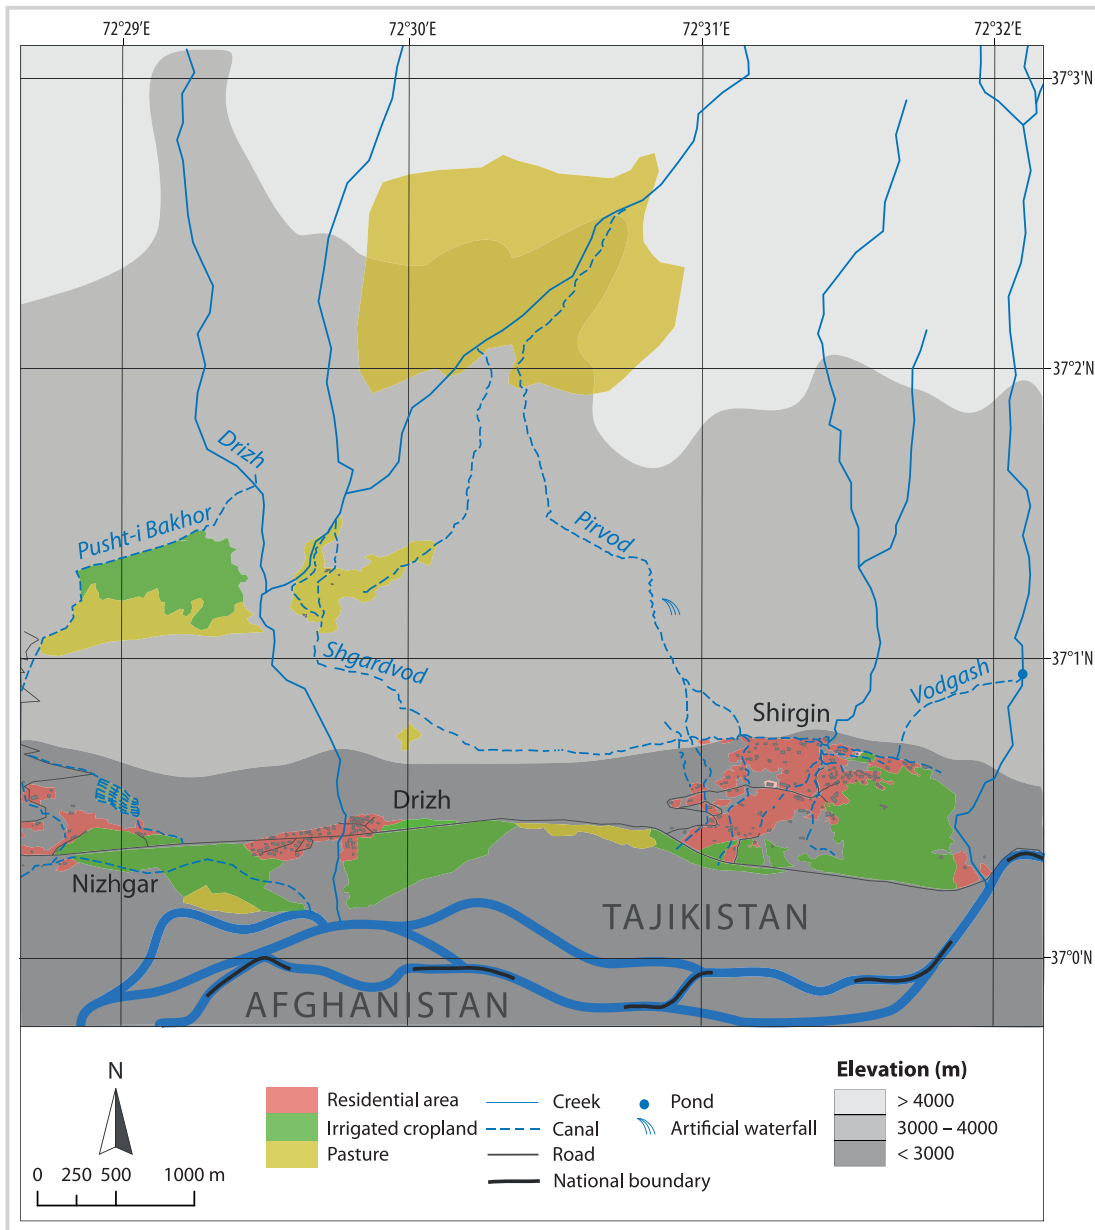 72°29'E 72°30'E 72°31'E 72°32'E
37°3'N
37°2'N
Drizh
Pusht-i Bakhor
Pirvod
37°1'N
Shgardvod
Vodgash
Shirgin
Drizh
Nizhgar
TAJIKISTAN
37°0'N
AFGHANISTAN
N
0 250 500 1000 m
Residential area
Irrigated cropland
Pasture
Creek
Canal
Road
National boundary
Pond
Artificial waterfall
Elevation (m)
> 4000
3000 – 4000
< 3000